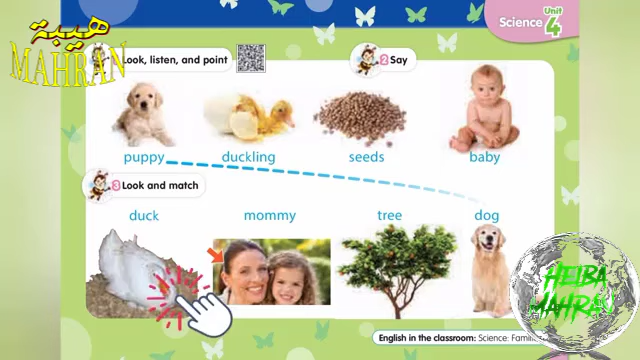 Science Unit 4
هيبة
MAHRAN
Look, listen, and point
2 Say
puppy
duckling
seeds
baby
3 Look and match
duck
mommy
tree
dog
HEIBA
MAHRAN
English in the classroom: Science: